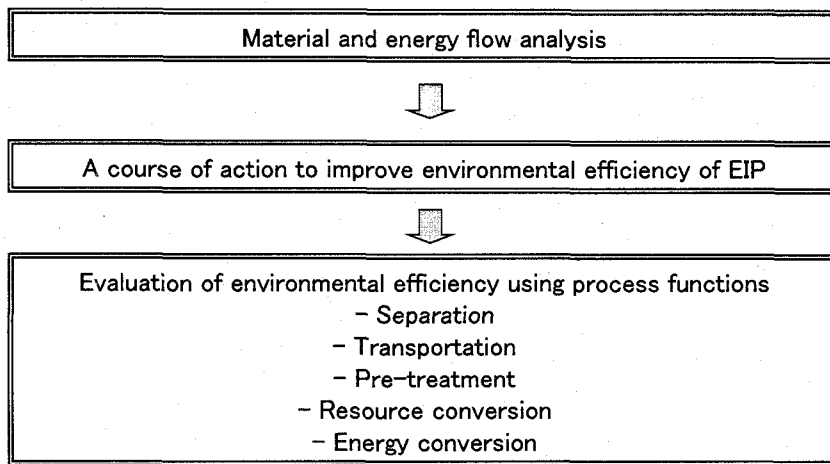 Material and energy flow analysis
A course of action to improve environmental efficiency of EIP
Evaluation of environmental efficiency using process functions
- Separation
- Transportation
- Pre-treatment
- Resource conversion
- Energy conversion